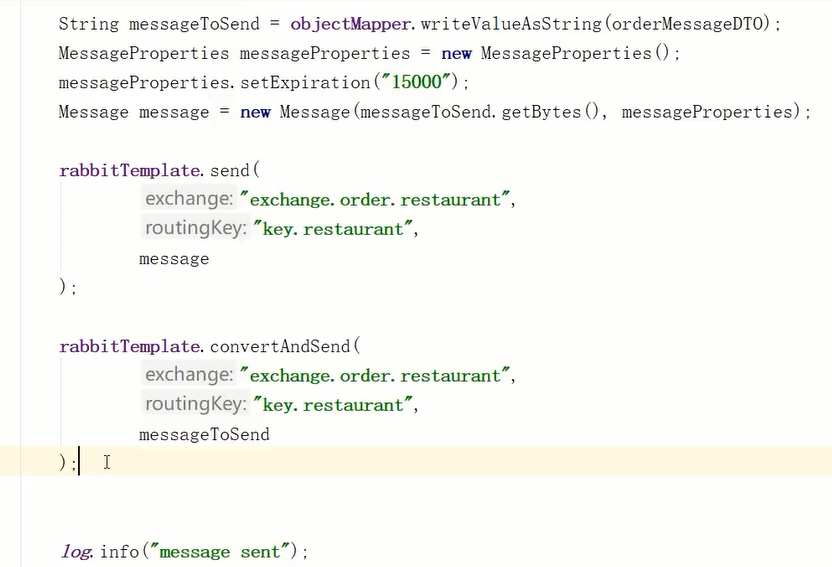 String messageToSend = objectMapper.writeValueAsString(orderMessageDTO);
MessageProperties messageProperties = new MessageProperties();
messageProperties.setExpiration("15000");
Message message = new Message(messageToSend.getBytes(), messageProperties);
rabbitTemplate.send(
exchange: "exchange.order.restaurant",
routingKey: "key.restaurant",
message
);
rabbitTemplate.convertAndSend(
exchange: "exchange.order.restaurant",
routingKey: "key.restaurant",
messageToSend
);
log.info("message sent");